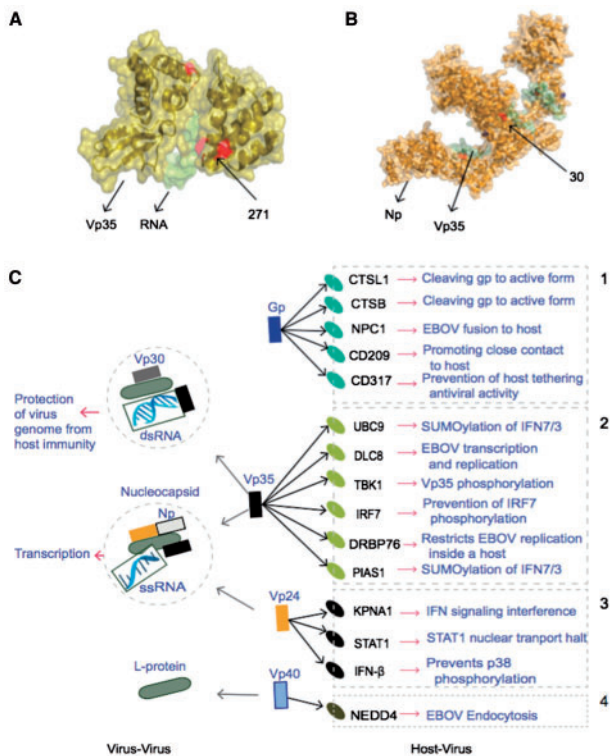 A
Vp35
RNA
271
B
Np
Vp35
30
C
Gp
CTSL1
Cleaving gp to active form
CTSB
Cleaving gp to active form
NPC1
EBOV fusion to host
CD209
Promoting close contact
to host
CD317
Prevention of host tethering
antiviral activity
1
Vp30
dsRNA
Protection
of virus
genome from
host immunity
Vp35
UBC9
SUMOylation of IFN7/3
DLC8
EBOV transcription
and replication
TBK1
Vp35 phosphorylation
IRF7
Prevention of IRF7
phosphorylation
DRBP76
Restricts EBOV replication
inside a host
PIAS1
SUMOylation of IFN7/3
2
Nucleocapsid
Np
ssRNA
Transcription
Vp24
KPNA1
IFN signaling interference
STAT1
STAT1 nuclear tranport halt
IFN-β
Prevents p38
phosphorylation
3
L-protein
Vp40
NEDD4
EBOV Endocytosis
4
Virus-Virus
Host-Virus